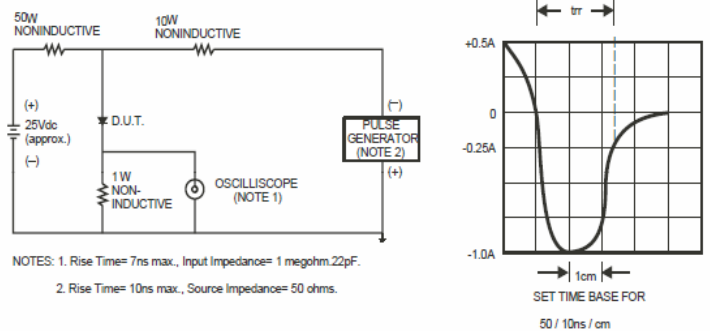 50W
NONINDUCTIVE
10W
NONINDUCTIVE
(+)
25Vdc
(approx.)
(−)
D.U.T.
1W
NON-
INDUCTIVE
OSCILLISCOPE
(NOTE 1)
(−)
PULSE
GENERATOR
(NOTE 2)
(+)
NOTES: 1. Rise Time= 7ns max., Input Impedance= 1 megohm.22pF.
2. Rise Time= 10ns max., Source Impedance= 50 ohms.
trr
+0.5A
0
-0.25A
-1.0A
1cm
SET TIME BASE FOR
50 / 10ns / cm